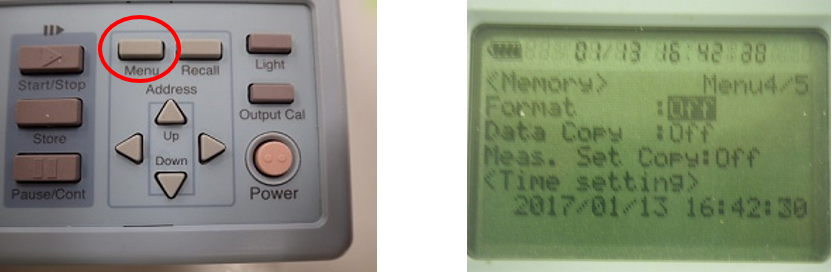 Menu
Recall
Light
Start/Stop
Address
Output Cal
Up
Store
Down
Pause/Cont
Power
01/13 16:42:30
<Memory> Menu4/5
Format :Off
Data Copy :Off
Meas. Set Copy:Off
<Time setting>
2017/01/13 16:42:30